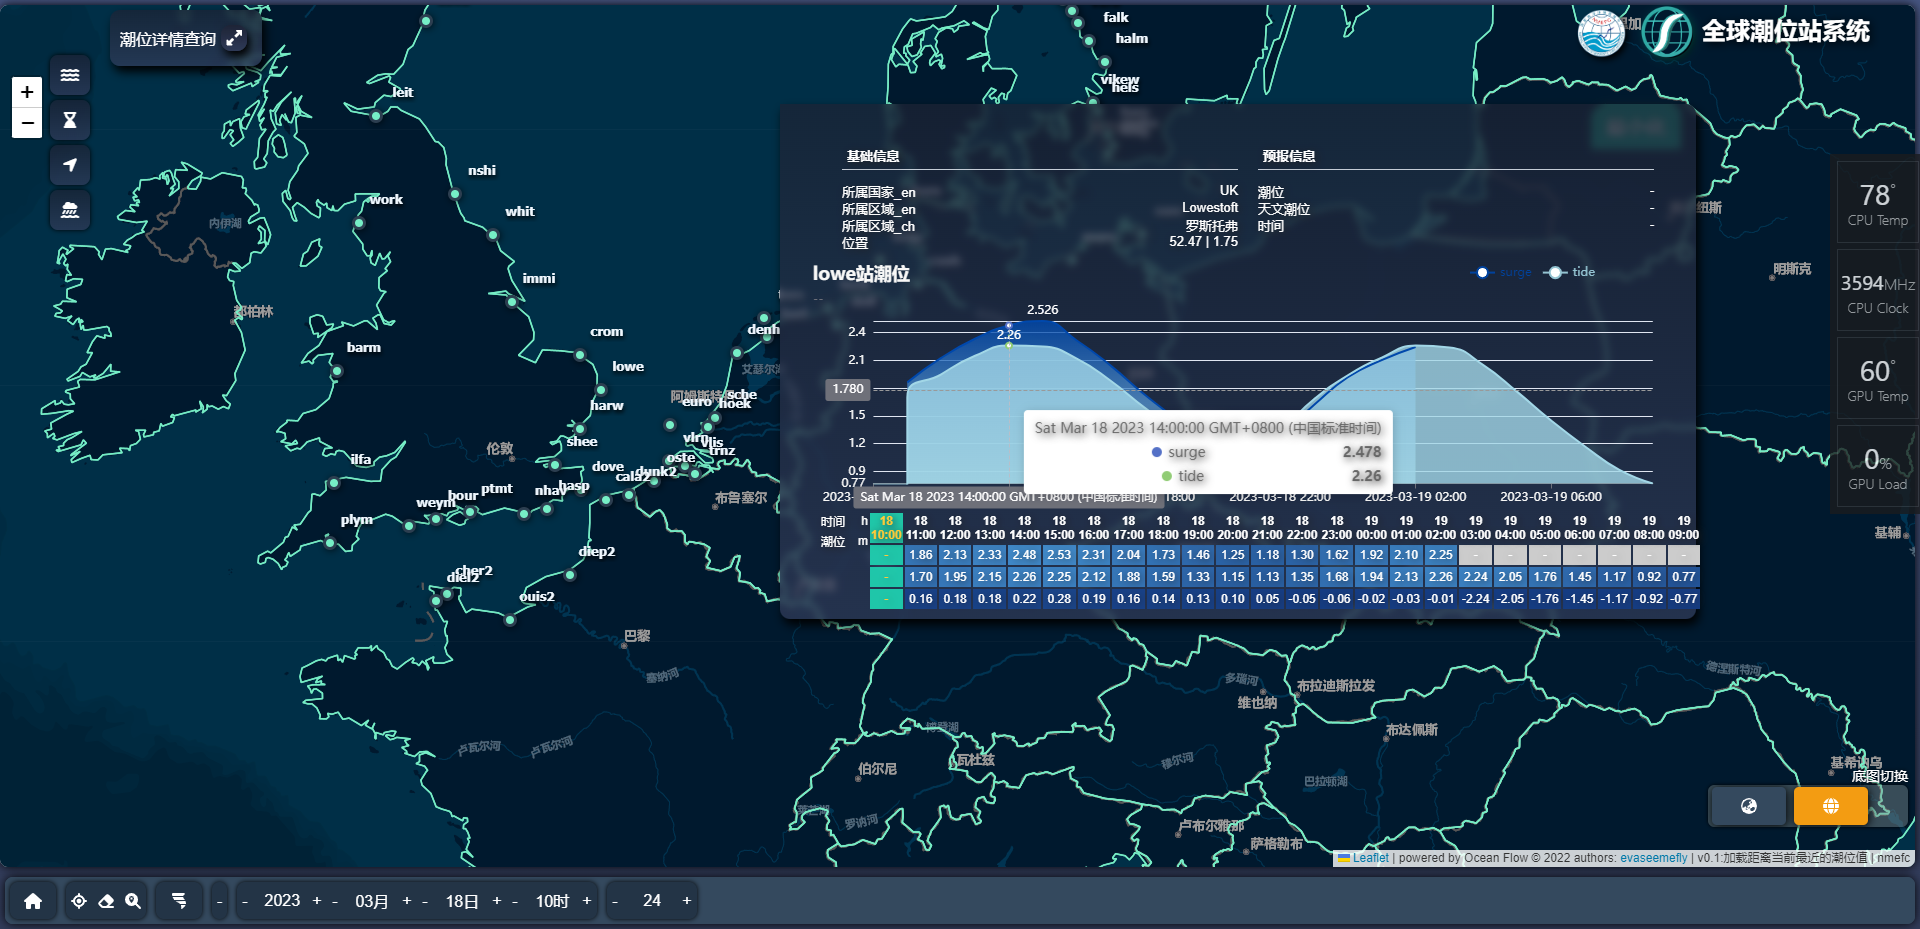 潮位详情查询
全球潮位站系统
+
−
falk
halm
vikew
hels
leit
nshi
work
whit
内伊湖
immi
都柏林
crom
barm
lowe
denh
艾瑟尔湖
harw
sche
euro
hoek
shee
伦敦
ilfa
dove
oste
trnz
cala2
dunk2
布鲁塞尔
weym
bour
ptmt
nhav
hasp
plym
diep2
cher2
diel2
ouis2
巴黎
塞纳河
卢瓦尔河
卢瓦尔河
伯尔尼
瓦杜兹
罗讷河
穆尔河
多瑙河
维也纳
布拉迪斯拉发
布达佩斯
巴拉顿湖
卢布尔雅那
萨格勒布
德涅斯特河
基希讷乌
明斯克
纽斯
基辅
基础信息
所属国家_en UK
所属区域_en Lowestoft
所属区域_ch 罗斯托弗
位置 52.47 | 1.75
预报信息
潮位 -
天文潮位 -
时间 -
lowe站潮位
--
surge
tide
2.526
2.26
2.4
2.1
1.780
1.5
1.2
0.9
0.77
Sat Mar 18 2023 14:00:00 GMT+0800 (中国标准时间)
surge 2.478
tide 2.26
2023-
Sat Mar 18 2023 14:00:00 GMT+0800 (中国标准时间)
18:00
2023-03-18 22:00
2023-03-19 02:00
2023-03-19 06:00
时间 h 18 18 18 18 18 18 18 18 18 18 18 18 18 18 19 19 19 19 19 19 19 19 19 19
10:00 11:00 12:00 13:00 14:00 15:00 16:00 17:00 18:00 19:00 20:00 21:00 22:00 23:00 00:00 01:00 02:00 03:00 04:00 05:00 06:00 07:00 08:00 09:00
潮位 m
- 1.86 2.13 2.33 2.48 2.53 2.31 2.04 1.73 1.46 1.25 1.18 1.30 1.62 1.92 2.10 2.25 - - - - - - -
- 1.70 1.95 2.15 2.26 2.25 2.12 1.88 1.59 1.33 1.15 1.13 1.35 1.68 1.94 2.13 2.26 2.24 2.05 1.76 1.45 1.17 0.92 0.77
- 0.16 0.18 0.18 0.22 0.28 0.19 0.16 0.14 0.13 0.10 0.05 -0.05 -0.06 -0.02 -0.03 -0.01 -2.24 -2.05 -1.76 -1.45 -1.17 -0.92 -0.77
78°
CPU Temp
3594MHz
CPU Clock
60°
GPU Temp
0%
GPU Load
底图切换
Leaflet | powered by Ocean Flow © 2022 authors: evaseemefly | v0.1:加载距离当前最近的潮位值 | nmefc
- - 2023 + - 03月 + - 18日 + - 10时 + - 24 +